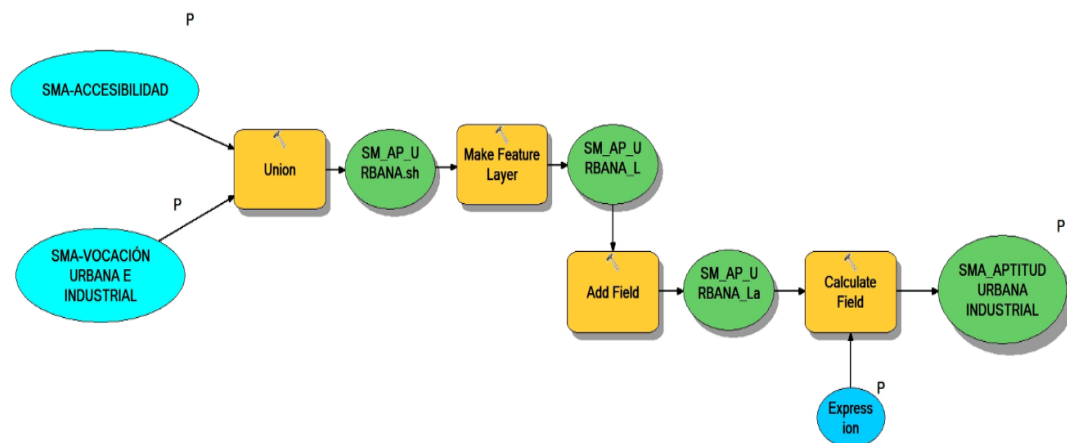 P
SMA-ACCESIBILIDAD
Union
SM_AP_U
RBANA.sh
Make Feature
Layer
SM_AP_U
RBANA_L
P
SMA-VOCACIÓN
URBANA E
INDUSTRIAL
Add Field
SM_AP_U
RBANA_La
Calculate
Field
P
SMA_APTITUD
URBANA
INDUSTRIAL
P
Express
ion